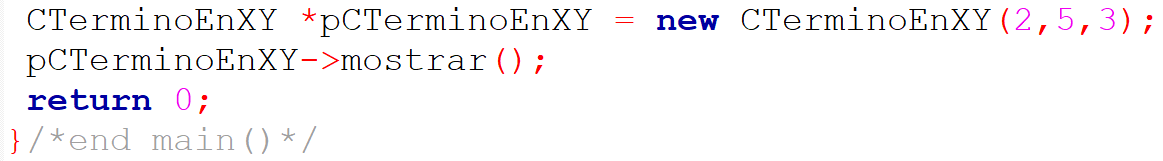 CTerminoEnXY *pCTerminoEnXY = new CTerminoEnXY(2,5,3);
pCTerminoEnXY->mostrar();
return 0;
}/*end main()*/